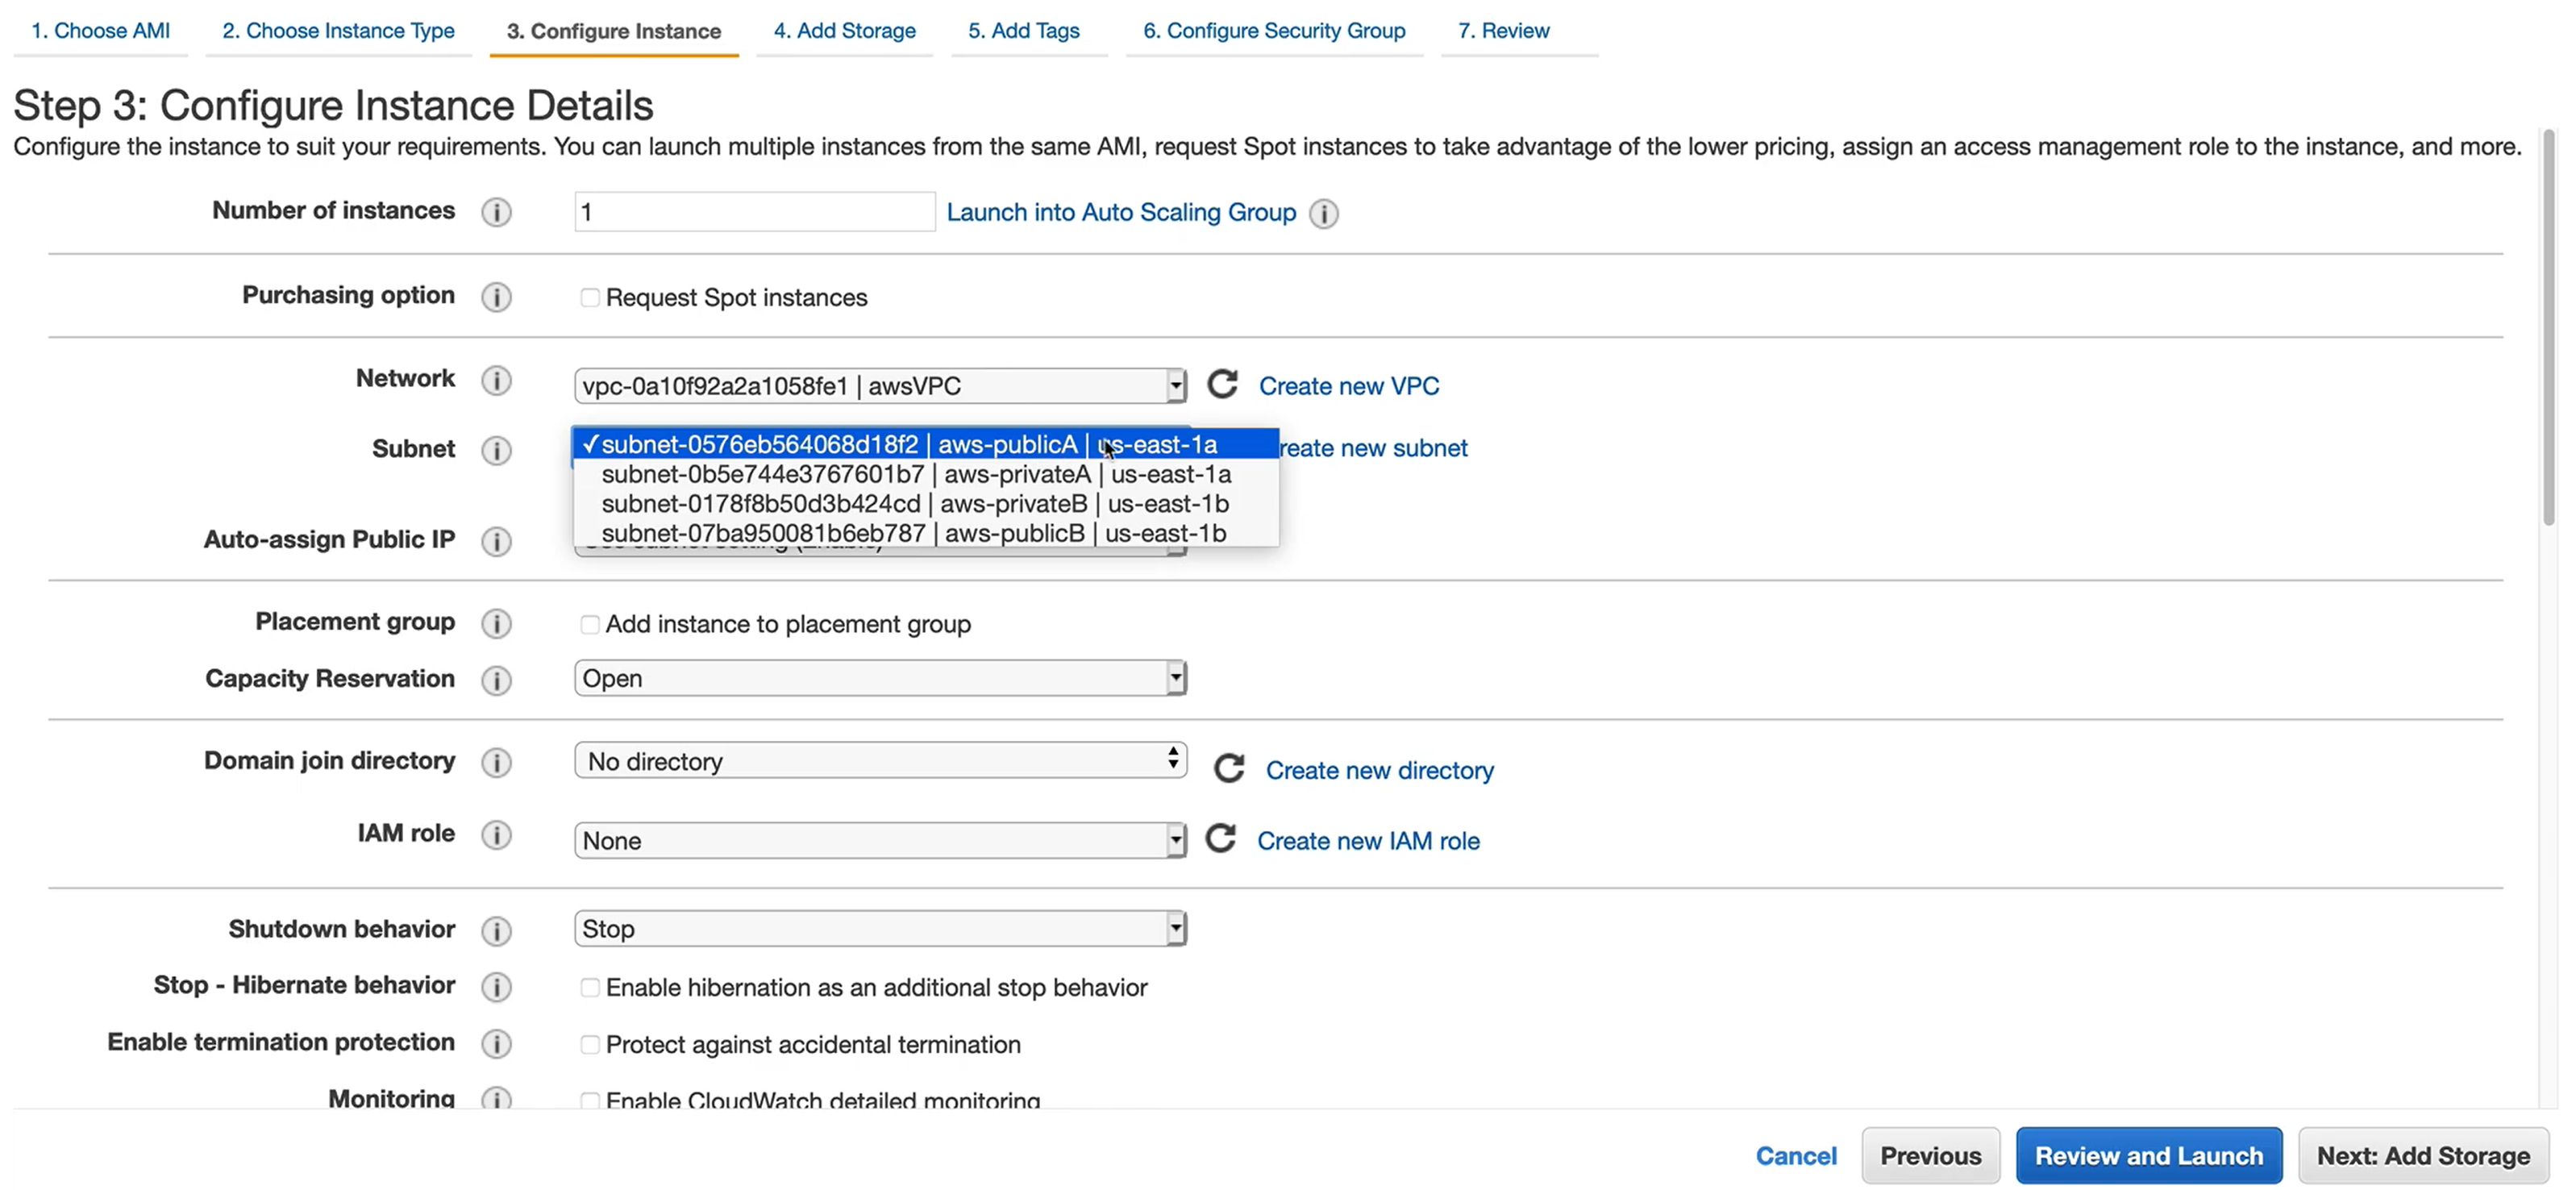 1. Choose AMI 2. Choose Instance Type 3. Configure Instance 4. Add Storage 5. Add Tags 6. Configure Security Group 7. Review
Step 3: Configure Instance Details
Configure the instance to suit your requirements. You can launch multiple instances from the same AMI, request Spot instances to take advantage of the lower pricing, assign an access management role to the instance, and more.
Number of instances 1 Launch into Auto Scaling Group
Purchasing option Request Spot instances
Network vpc-0a10f92a2a1058fe1 | awsVPC Create new VPC
Subnet ✓subnet-0576eb564068d18f2 | aws-publicA | us-east-1a reate new subnet
subnet-0b5e744e3767601b7 | aws-privateA | us-east-1a
subnet-0178f8b50d3b424cd | aws-privateB | us-east-1b
subnet-07ba950081b6eb787 | aws-publicB | us-east-1b
Auto-assign Public IP
Placement group Add instance to placement group
Capacity Reservation Open
Domain join directory No directory Create new directory
IAM role None Create new IAM role
Shutdown behavior Stop
Stop - Hibernate behavior Enable hibernation as an additional stop behavior
Enable termination protection Protect against accidental termination
Monitoring Enable CloudWatch detailed monitoring
Cancel Previous Review and Launch Next: Add Storage